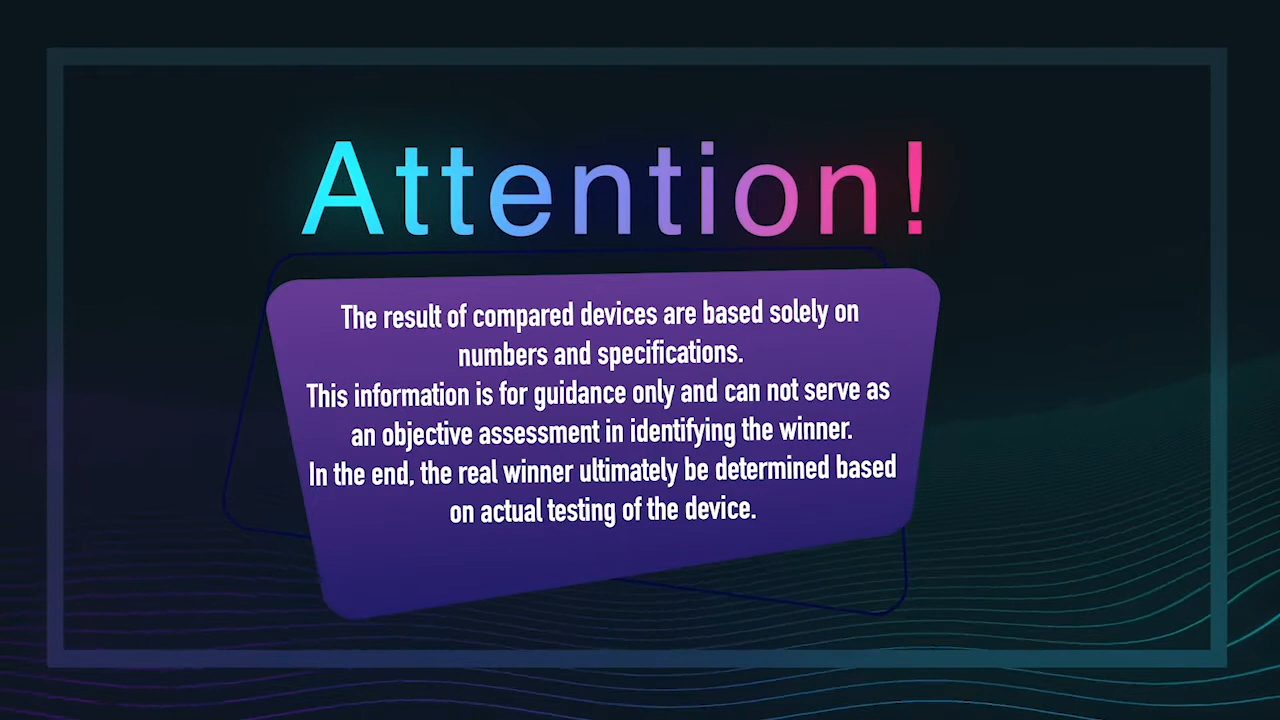 Attention!
The result of compared devices are based solely on
numbers and specifications.
This information is for guidance only and can not serve as
an objective assessment in identifying the winner.
In the end, the real winner ultimately be determined based
on actual testing of the device.